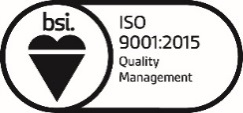 bsi.
ISO
9001:2015
Quality
Management